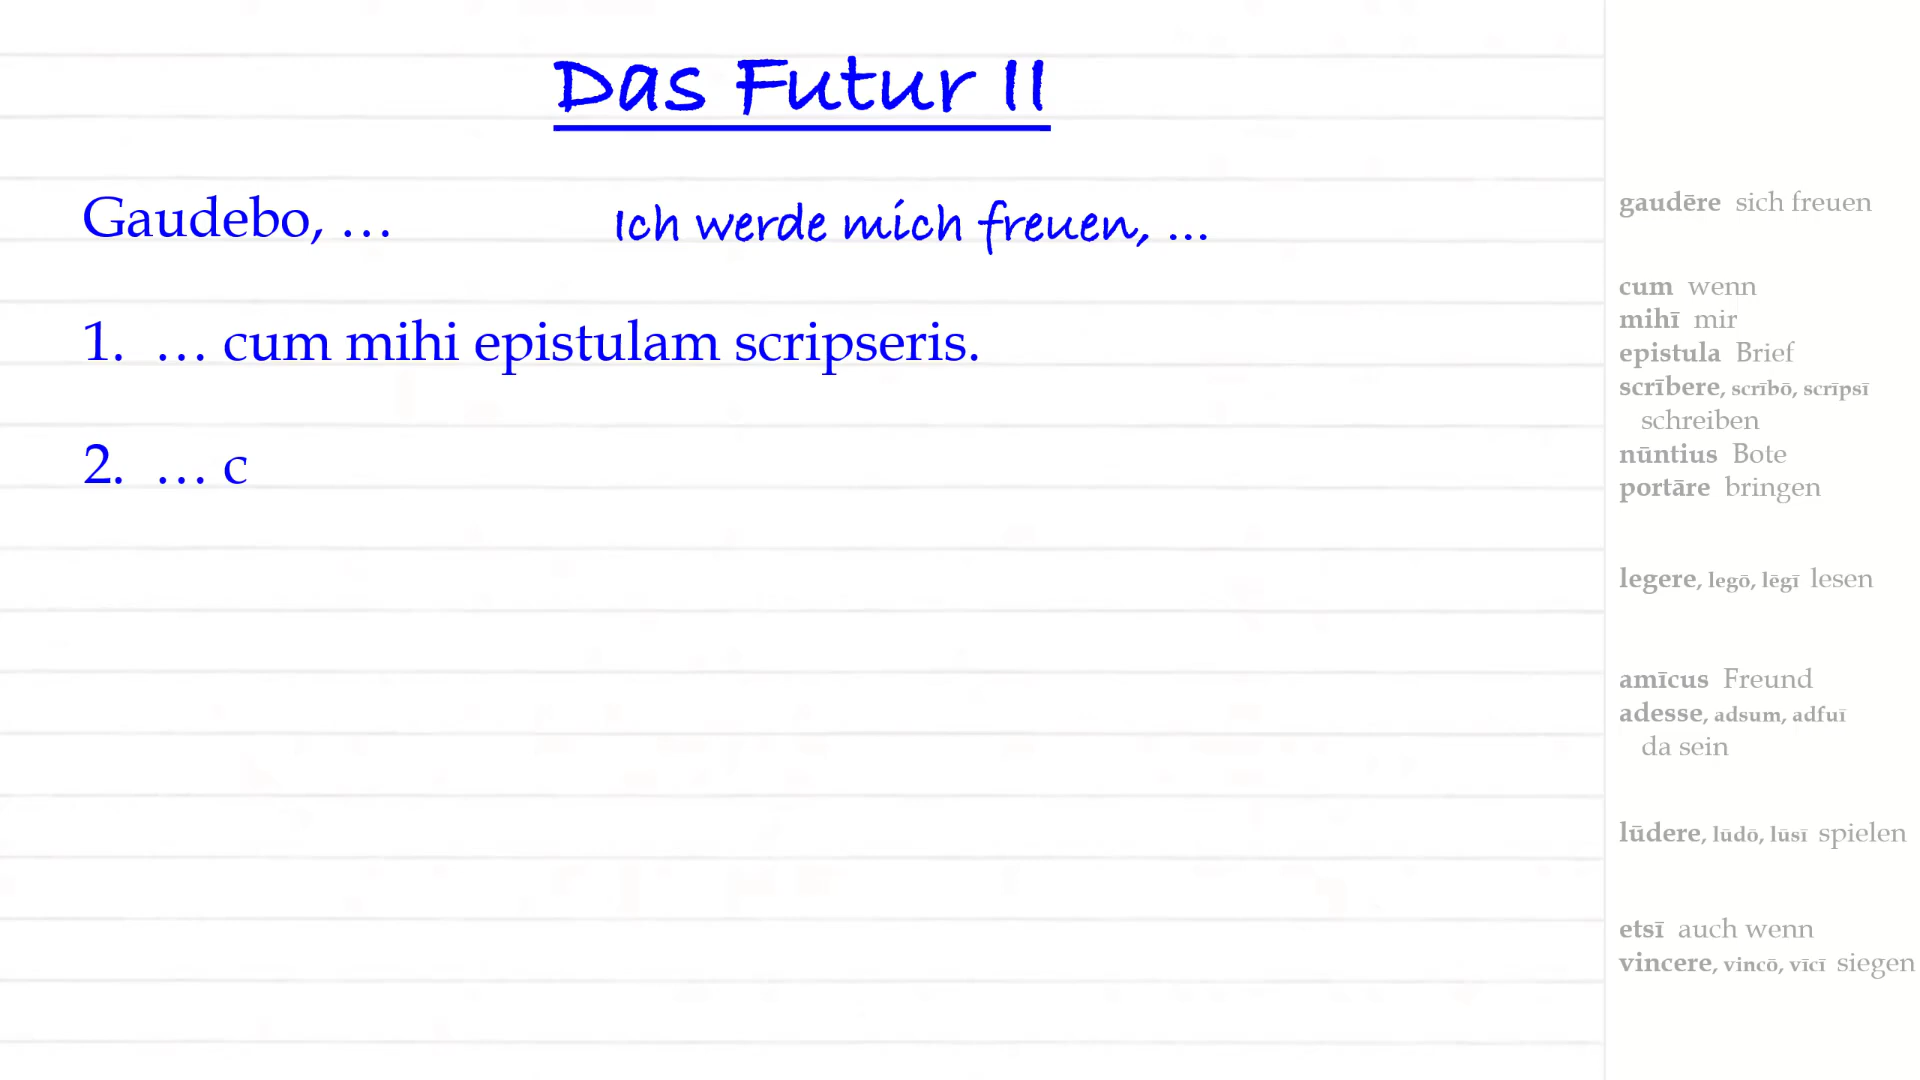 Das Futur II
Gaudebo, …
Ich werde mich freuen, …
1. … cum mihi epistulam scripseris.
2. … c
gaudēre sich freuen
cum wenn
mihī mir
epistula Brief
scrībere, scrībō, scrīpsī
schreiben
nūntius Bote
portāre bringen
legere, legō, lēgī lesen
amīcus Freund
adesse, adsum, adfuī
da sein
lūdere, lūdō, lūsī spielen
etsī auch wenn
vincere, vincō, vīcī siegen